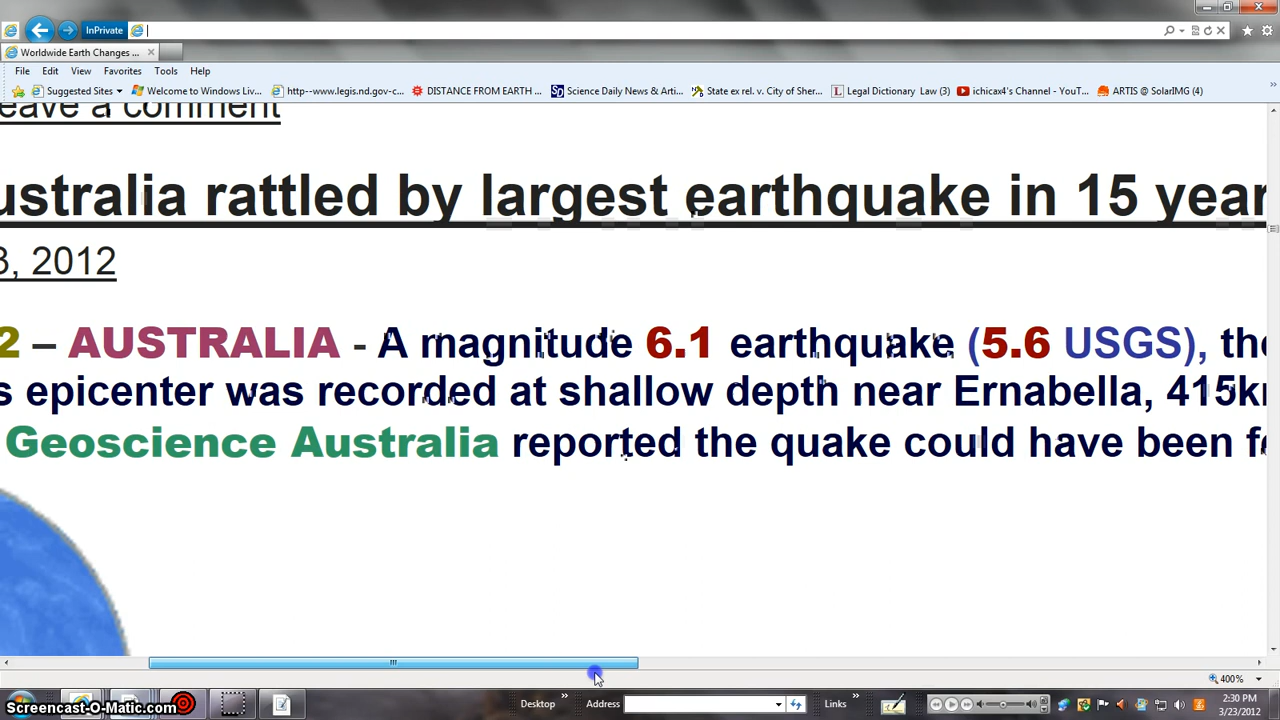 InPrivate
Worldwide Earth Changes ...
File Edit View Favorites Tools Help
Suggested Sites Welcome to Windows Liv... http--www.legis.nd.gov-c... DISTANCE FROM EARTH ... Science Daily News & Arti... State ex rel. v. City of Sher... Legal Dictionary Law (3) ichicax4's Channel - YouT... ARTIS @ SolarIMG (4)
eave a comment
ustralia rattled by largest earthquake in 15 year
3, 2012
2 – AUSTRALIA - A magnitude 6.1 earthquake (5.6 USGS), the
s epicenter was recorded at shallow depth near Ernabella, 415k
Geoscience Australia reported the quake could have been f
400%
Desktop Address Links 2:30 PM
Screencast-O-Matic.com 3/23/2012